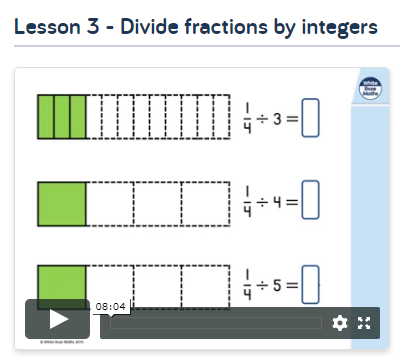 Lesson 3 - Divide fractions by integers
White
Rose
Maths
1/4 ÷ 3 =
1/4 ÷ 4 =
1/4 ÷ 5 =
08:04
© White Rose Maths 2019